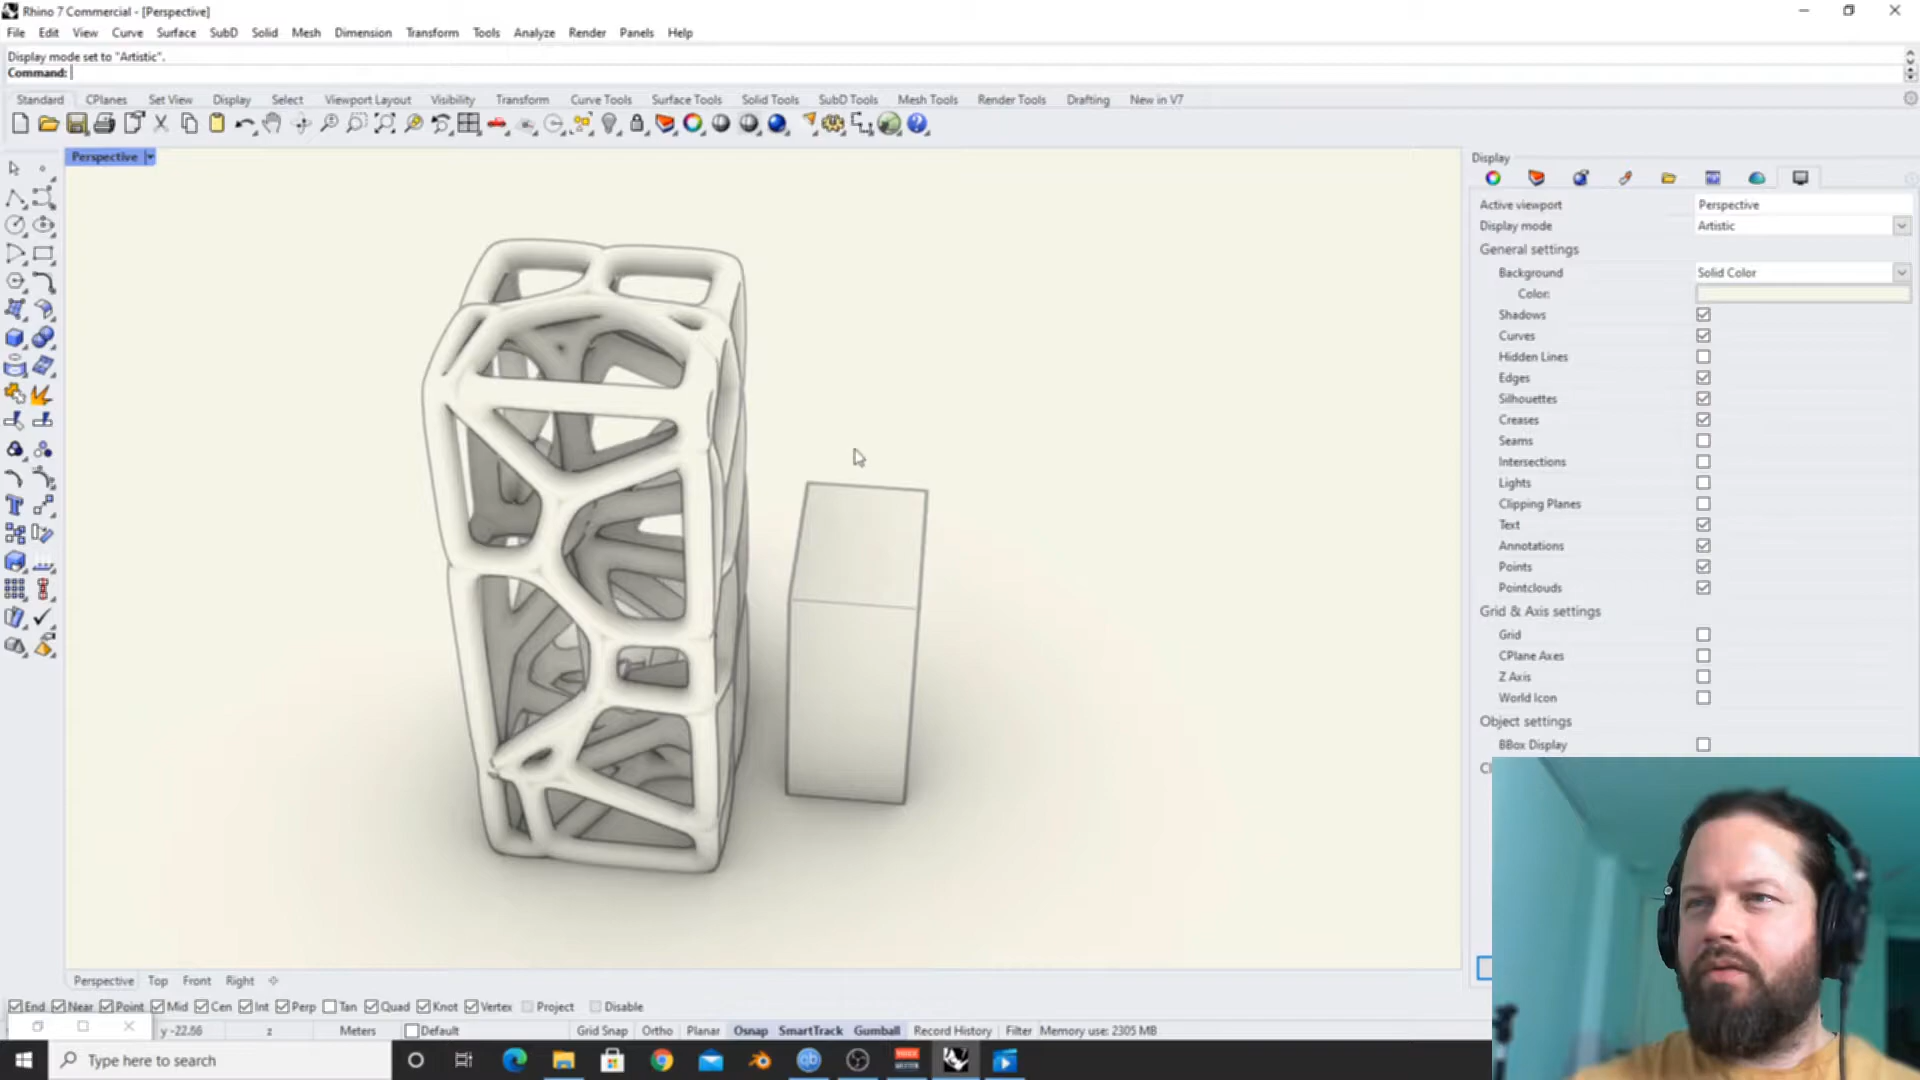 Rhino 7 Commercial - [Perspective]
File Edit View Curve Surface SubD Solid Mesh Dimension Transform Tools Analyze Render Panels Help
Display mode set to "Artistic".
Command:
Standard CPlanes Set View Display Select Viewport Layout Visibility Transform Curve Tools Surface Tools Solid Tools SubD Tools Mesh Tools Render Tools Drafting New in V7
Perspective
Display
Active viewport Perspective
Display mode Artistic
General settings
Background Solid Color
Color:
Shadows
Curves
Hidden Lines
Edges
Silhouettes
Creases
Seams
Intersections
Lights
Clipping Planes
Text
Annotations
Points
Pointclouds
Grid & Axis settings
Grid
CPlane Axes
Z Axis
World Icon
Object settings
BBox Display
Perspective Top Front Right
End Near Point Mid Cen Int Perp Tan Quad Knot Vertex Project Disable
y -22.56 z Meters Default Grid Snap Ortho Planar Osnap SmartTrack Gumball Record History Filter Memory use: 2305 MB
Type here to search